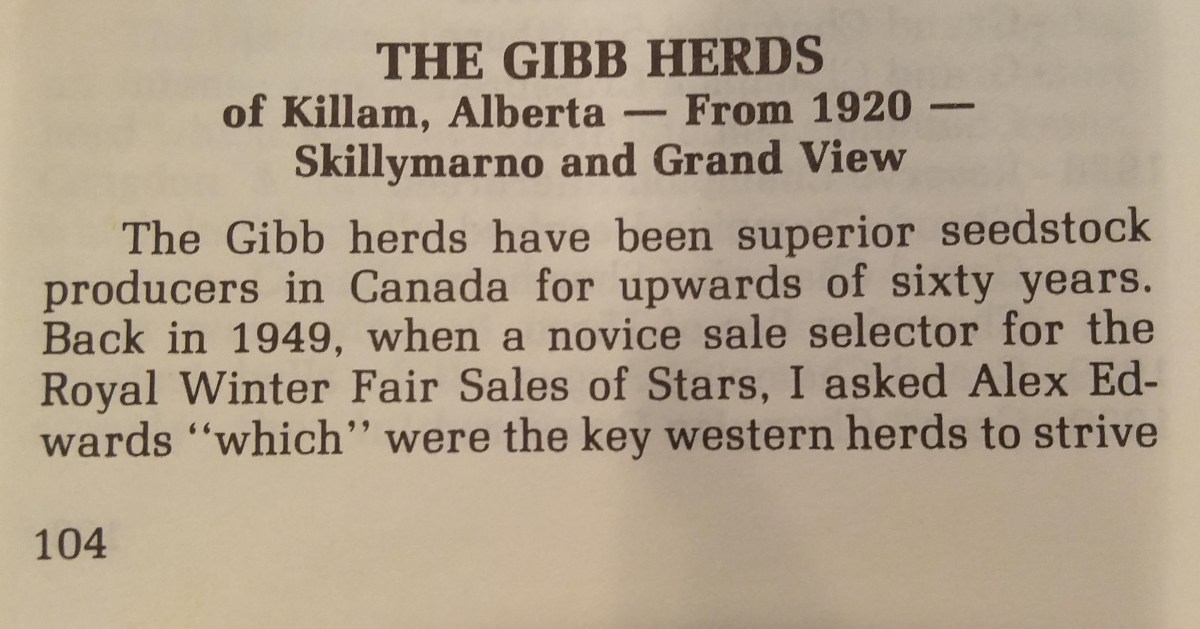 THE GIBB HERDS
of Killam, Alberta — From 1920 —
Skillymarno and Grand View
The Gibb herds have been superior seedstock
producers in Canada for upwards of sixty years.
Back in 1949, when a novice sale selector for the
Royal Winter Fair Sales of Stars, I asked Alex Ed-
wards ‘‘which’’ were the key western herds to strive
104